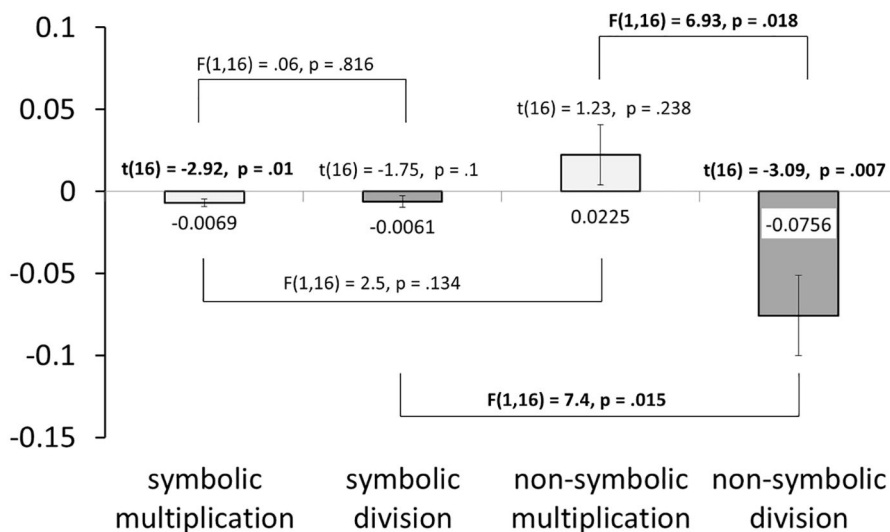 0.1
F(1,16) = 6.93, p = .018
F(1,16) = .06, p = .816
0.05
t(16) = 1.23, p = .238
t(16) = -2.92, p = .01
t(16) = -1.75, p = .1
t(16) = -3.09, p = .007
0
-0.0069
-0.0061
0.0225
-0.0756
-0.05
F(1,16) = 2.5, p = .134
-0.1
F(1,16) = 7.4, p = .015
-0.15
symbolic
multiplication
symbolic
division
non-symbolic
multiplication
non-symbolic
division